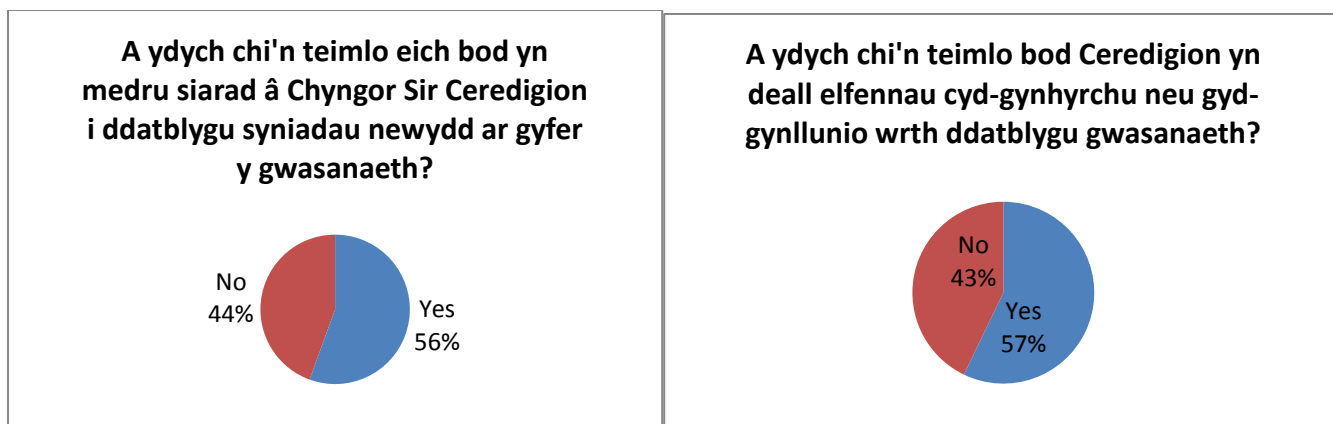 A ydych chi'n teimlo eich bod yn
medru siarad â Chyngor Sir Ceredigion
i ddatblygu syniadau newydd ar gyfer
y gwasanaeth?
No
44%
Yes
56%
A ydych chi'n teimlo bod Ceredigion yn
deall elfennau cyd-gynhyrchu neu gyd-
gynllunio wrth ddatblygu gwasanaeth?
No
43%
Yes
57%